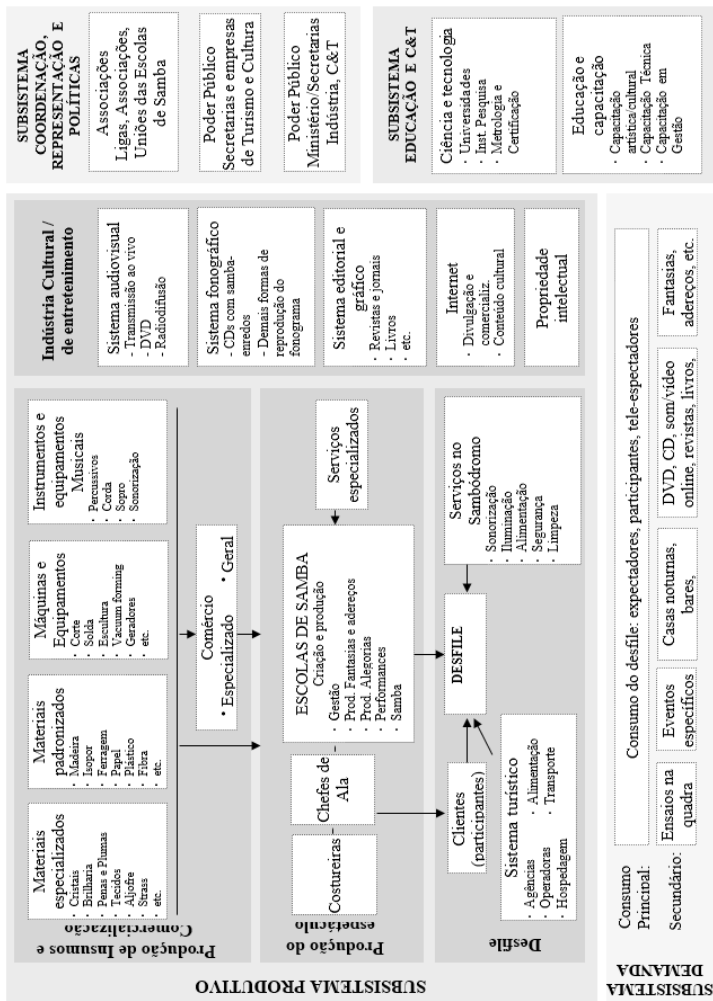 SUBSISTEMA
COORDENAÇÃO,
REPRESENTAÇÃO E
POLÍTICAS
Associações
Ligas, Associações,
Uniões das Escolas
de Samba
Poder Público
Secretarias e empresas
de Turismo e Cultura
Poder Público
Ministério/Secretarias
Indústria, C&T
SUBSISTEMA
EDUCAÇÃO E C&T
Ciência e tecnologia
· Universidades
· Inst. Pesquisa
· Metrologia e
Certificação
Educação e
capacitação
· Capacitação
artística/cultural
· Capacitação Técnica
· Capacitação em
Gestão
SUBSISTEMA PRODUTIVO
Indústria Cultural /
de entretenimento
Sistema audiovisual
- Transmissão ao vivo
- DVD
- Radiodifusão
Sistema fonográfico
- CDs com samba-
enredos
- Demais formas de
reprodução do
fonograma
Sistema editorial e
gráfico
· Revistas e jornais
· Livros
· etc.
Internet
· Divulgação e
comercializ.
· Conteúdo cultural
Propriedade
intelectual
Produção de Insumos e
Comercialização
Materiais
especializados
· Cristais
· Brilharia
· Penas e Plumas
· Tecidos
· Aljofre
· Strass
· etc.
Materiais
padronizados
· Madeira
· Isopor
· Ferragem
· Papel
· Plástico
· Fibra
· etc.
Máquinas e
Equipamentos
· Corte
· Solda
· Escultura
· Vacuum forming
· Geradores
· etc.
Instrumentos e
equipamentos
Musicais
· Percussivos
· Corda
· Sopro
· Sonorização
Comércio
• Especializado • Geral
Produção do
espetáculo
Costureiras
Chefes de
Ala
ESCOLAS DE SAMBA
Criação e produção
· Gestão
· Prod. Fantasias e adereços
· Prod. Alegorias
· Performances
· Samba
Serviços
especializados
Desfile
Clientes
(participantes)
Sistema turístico
· Agências · Alimentação
· Operadoras · Transporte
· Hospedagem
DESFILE
Serviços no
Sambódromo
· Sonorização
· Iluminação
· Alimentação
· Segurança
· Limpeza
SUBSISTEMA
DEMANDA
Consumo
Principal:
Consumo do desfile: expectadores, participantes, tele-espectadores
Secundário:
Ensaios na
quadra
Eventos
específicos
Casas noturnas,
bares,
DVD, CD, som/vídeo
online, revistas, livros,
Fantasias,
adereços, etc.